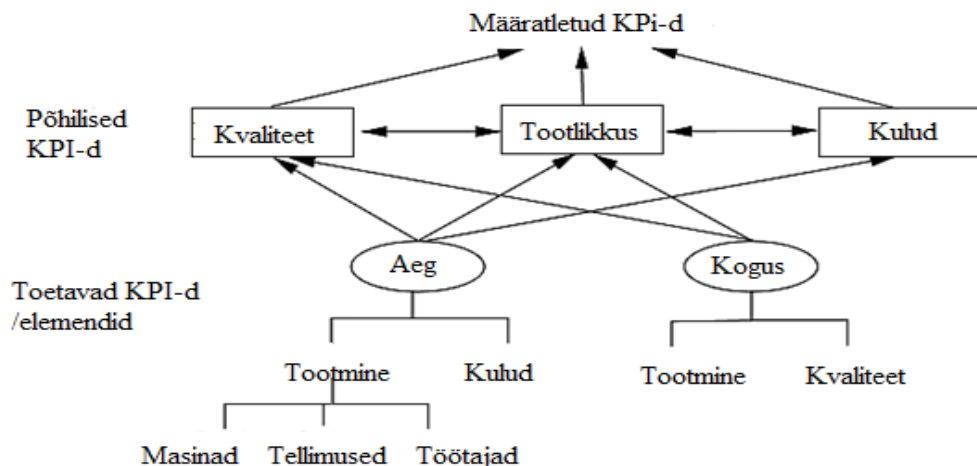 Määratletud KPi-d
Põhilised
KPI-d
Kvaliteet
Tootlikkus
Kulud
Aeg
Kogus
Toetavad KPI-d
/elemendid
Tootmine
Kulud
Tootmine
Kvaliteet
Masinad
Tellimused
Töötajad